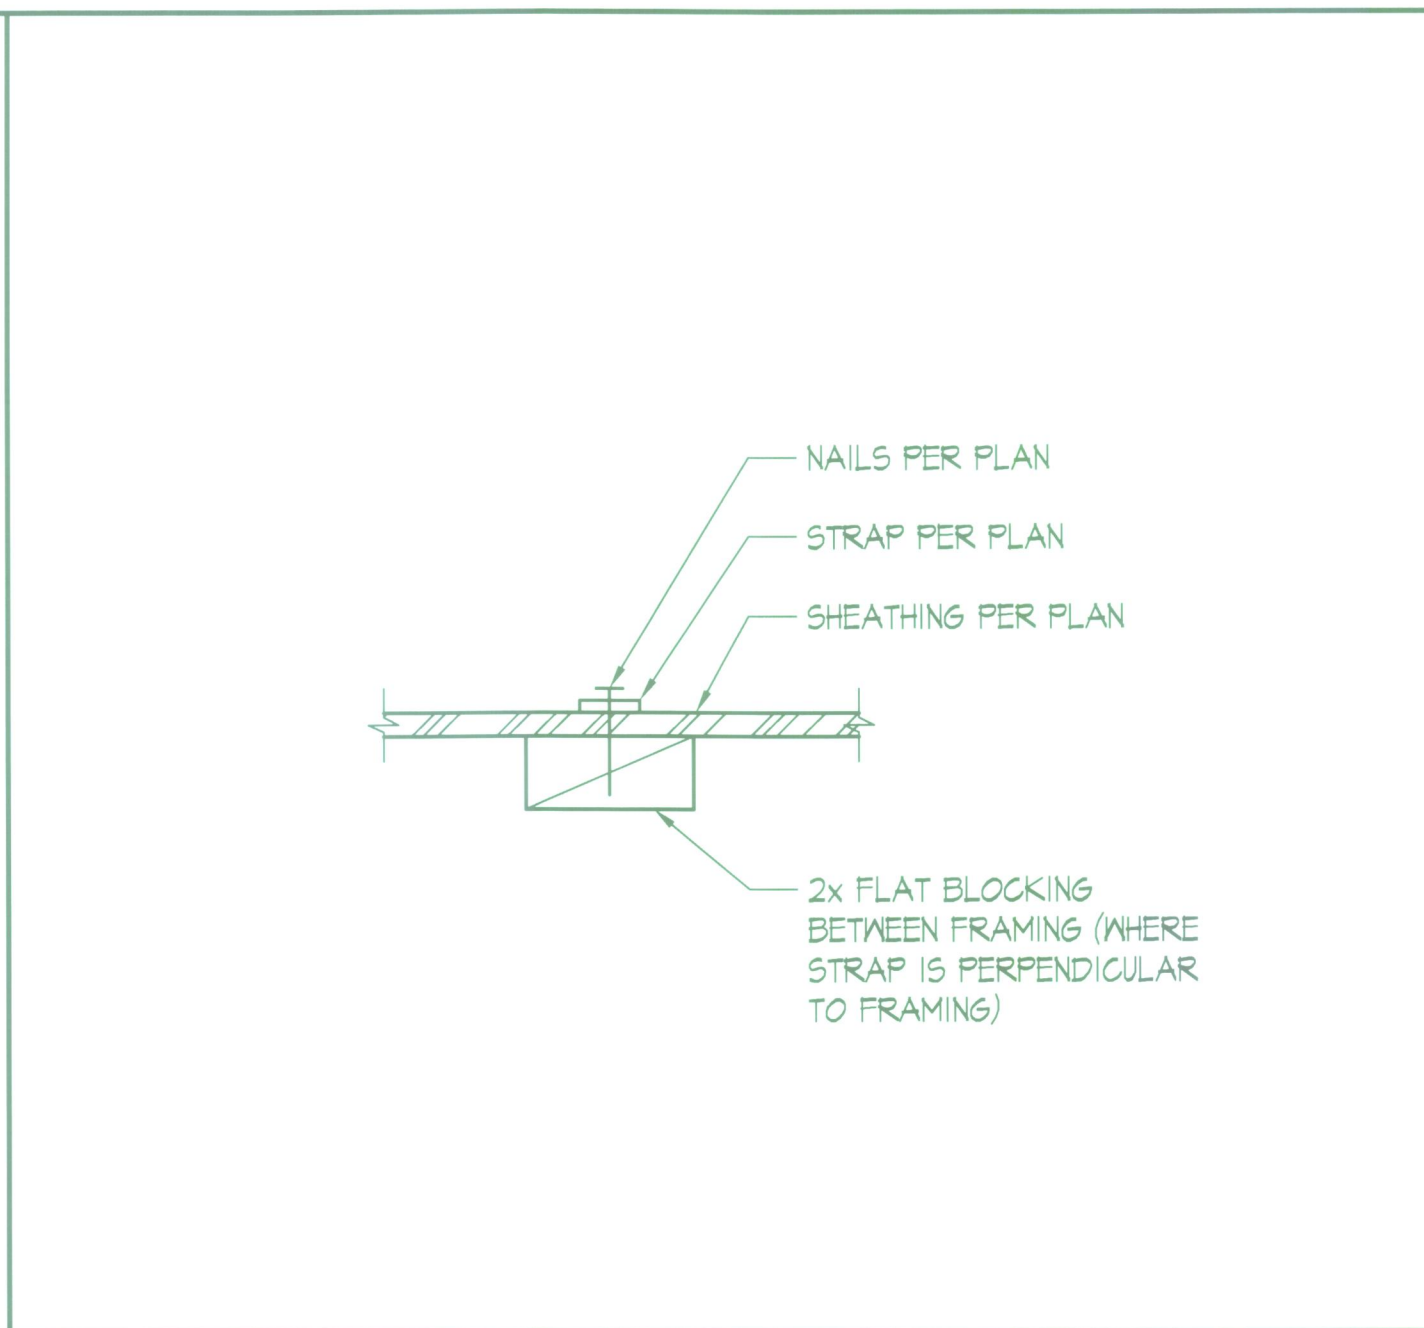 NAILS PER PLAN
STRAP PER PLAN
SHEATHING PER PLAN
2x FLAT BLOCKING
BETWEEN FRAMING (WHERE
STRAP IS PERPENDICULAR
TO FRAMING)